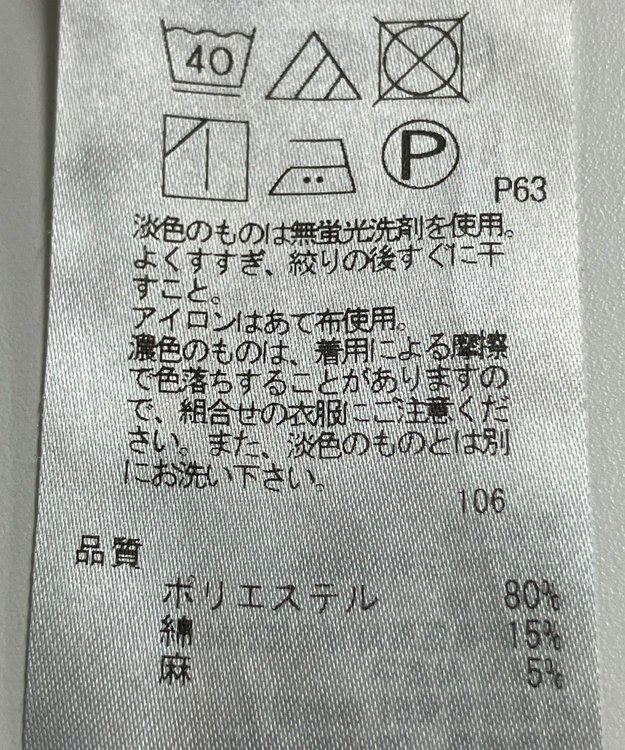 40
P
P63
淡色のものは無蛍光洗剤を使用。
よくすすぎ、絞りの後すぐに干
すこと。
アイロンはあて布使用。
濃色のものは、着用による摩擦
で色落ちすることがありますの
で、組合せの衣服にご注意くだ
さい。また、淡色のものとは別
にお洗い下さい。
106
品質
ポリエステル 80%
綿 15%
麻 5%